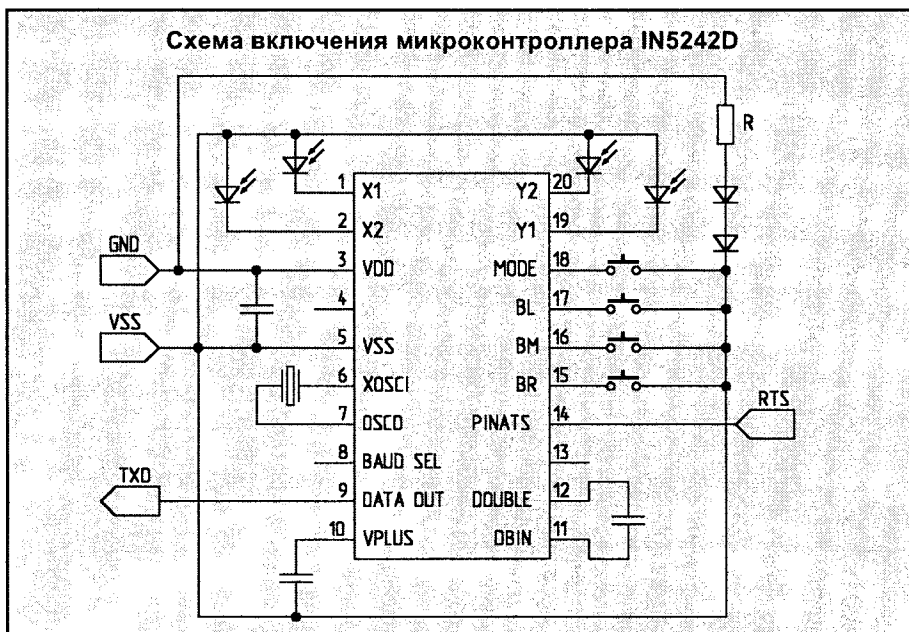 Схема включения микроконтроллера IN5242D
R
1 X1 Y2 20
2 X2 Y1 19
GND 3 VDD MODE 18
4 BL 17
VSS 5 VSS BM 16
6 XOSCI BR 15
RTS
7 OSCO PINATS 14
8 BAUD SEL 13
TXD 9 DATA OUT DOUBLE 12
10 VPLUS DBIN 11